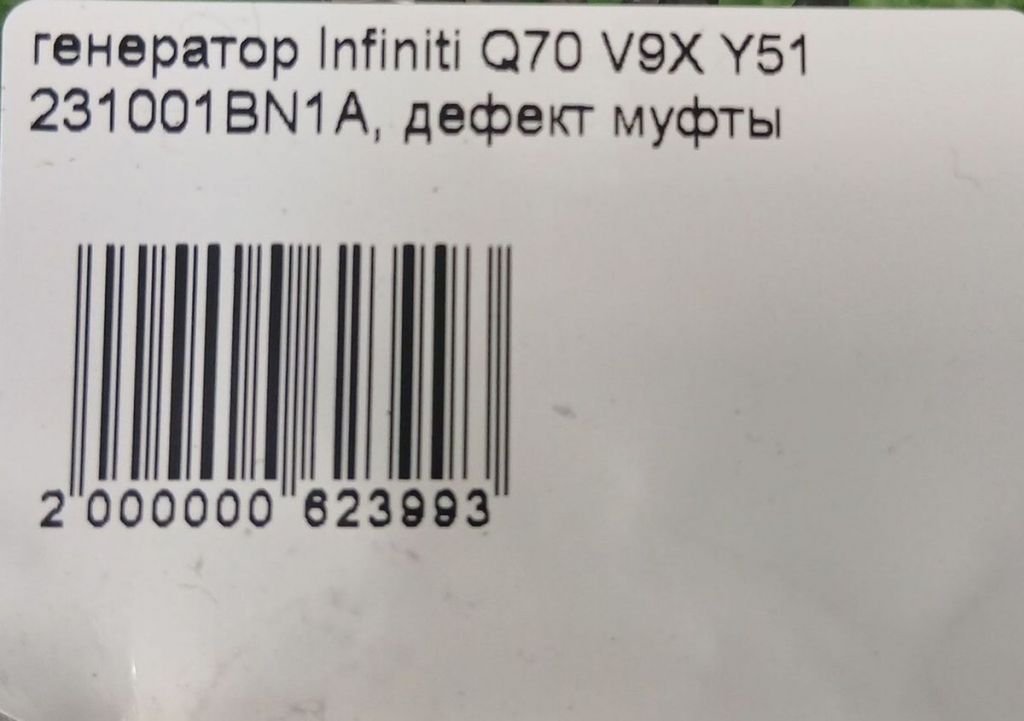 генератор Infiniti Q70 V9X Y51
231001BN1A, дефект муфты
2 000000 623993